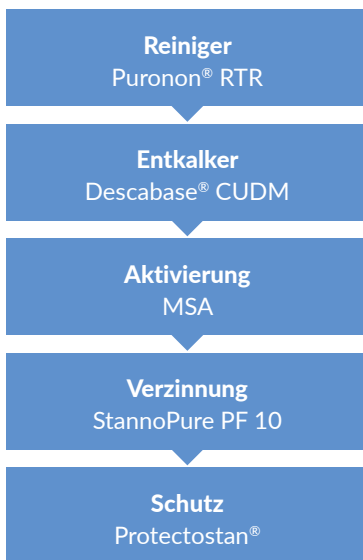 Reiniger
Puronon® RTR
Entkalker
Descabase® CUDM
Aktivierung
MSA
Verzinnung
StannoPure PF 10
Schutz
Protectostan®